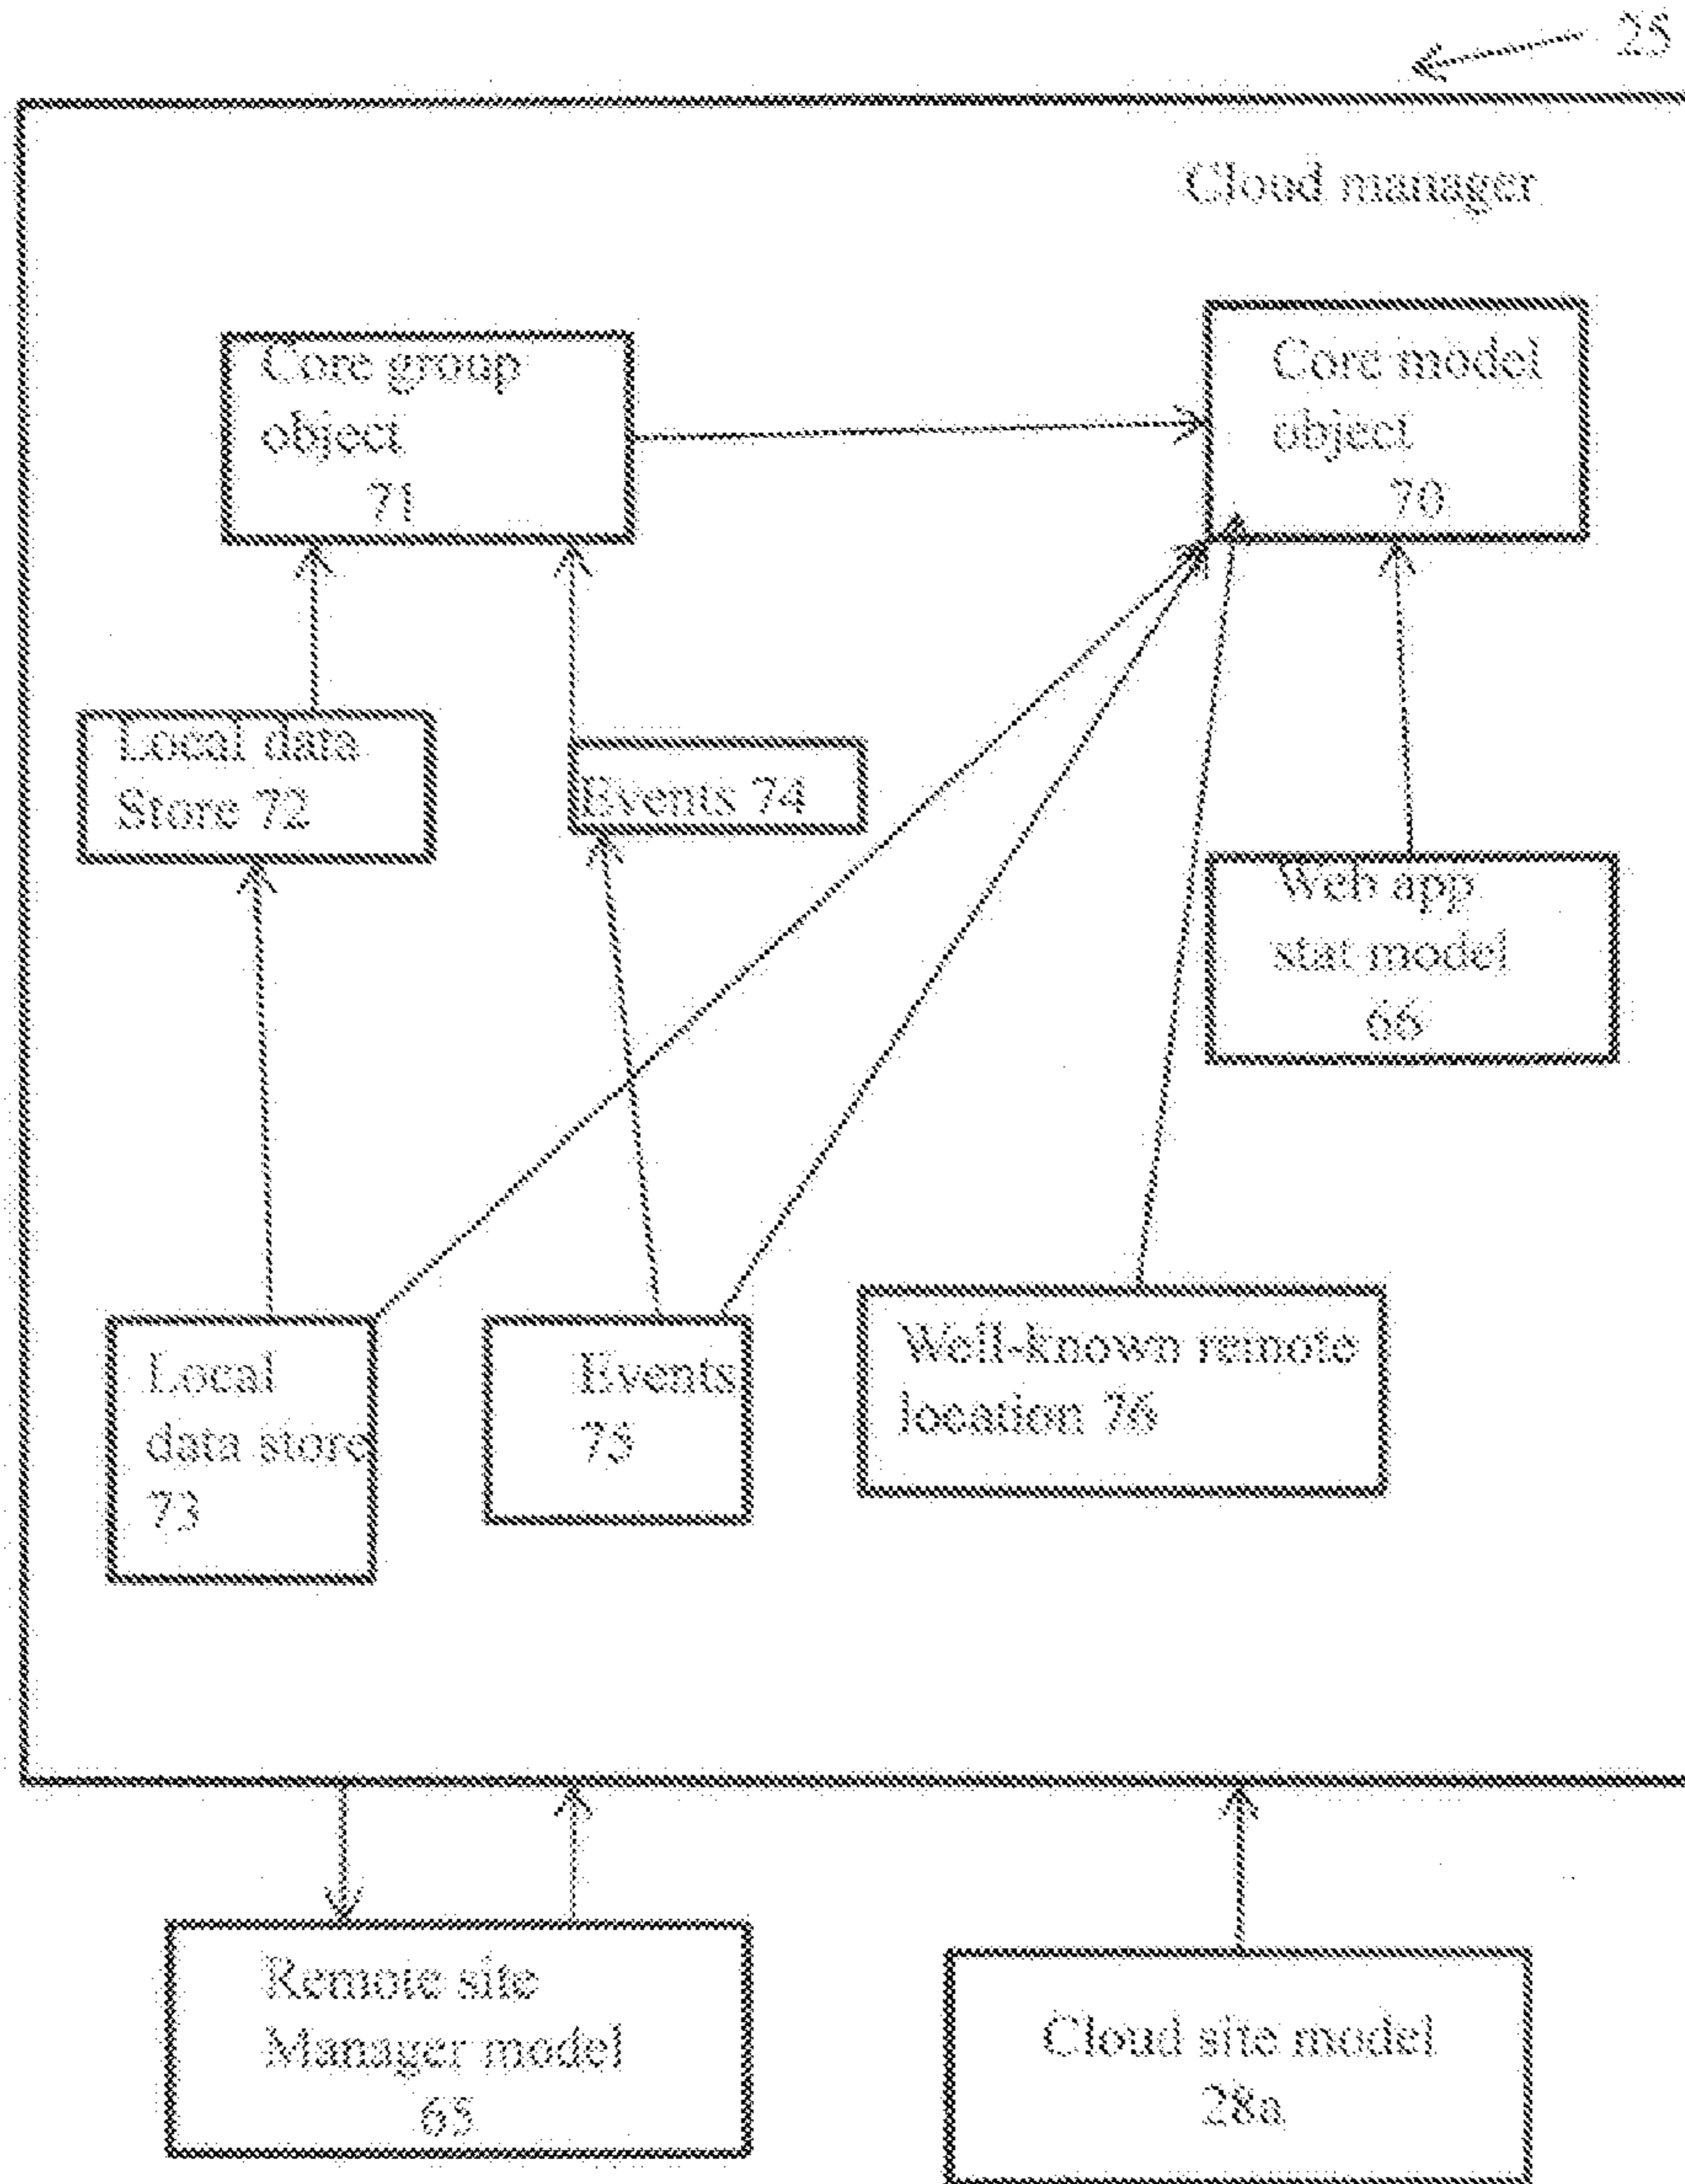 25
Cloud manager
Core group
object
71
Core model
object
70
Local data
Store 72
Events 74
Web app
stat model
66
Local
data store
73
Events
75
Well-known remote
location 76
Remote site
Manager model
65
Cloud site model
28a